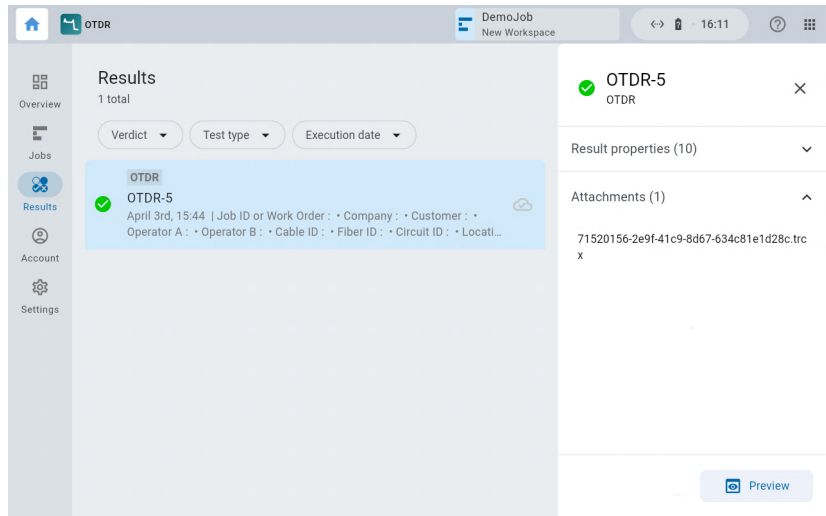 OTDR
DemoJob
New Workspace
16:11
Overview
Jobs
Results
Account
Settings
Results
1 total
Verdict
Test type
Execution date
OTDR
OTDR-5
April 3rd, 15:44 | Job ID or Work Order : • Company : • Customer : •
Operator A : • Operator B : • Cable ID : • Fiber ID : • Circuit ID : • Locati...
OTDR-5
OTDR
Result properties (10)
Attachments (1)
71520156-2e9f-41c9-8d67-634c81e1d28c.trc
x
Preview